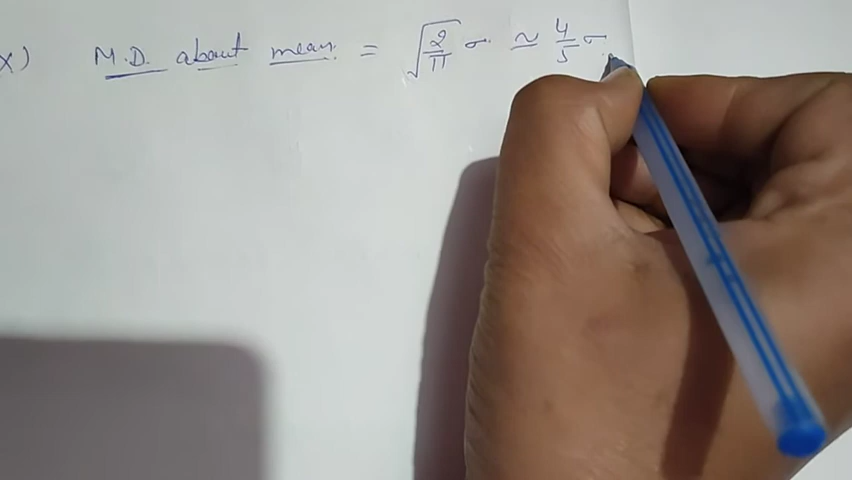 x) M.D. about mean = √(2/π) σ ≈ 4/5 σ